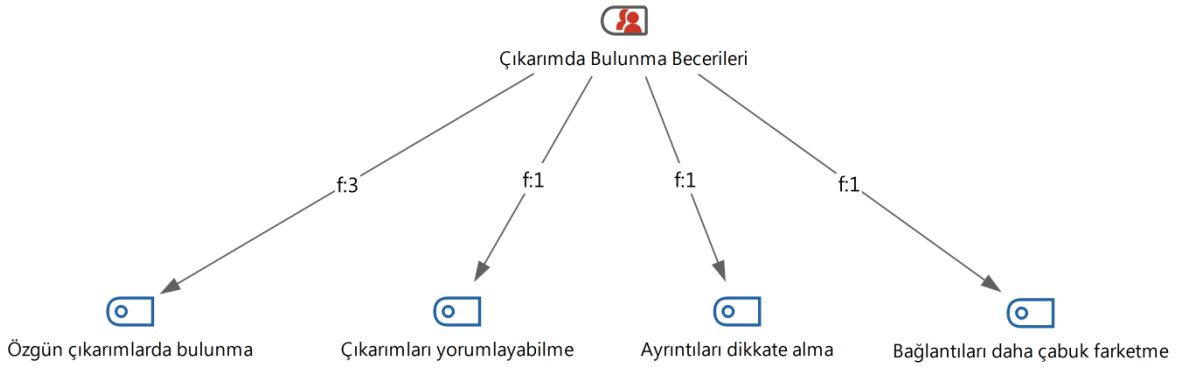 Çıkarımda Bulunma Becerileri
f:3
f:1
f:1
f:1
Özgün çıkarımlarda bulunma
Çıkarımları yorumlayabilme
Ayrıntıları dikkate alma
Bağlantıları daha çabuk farketme